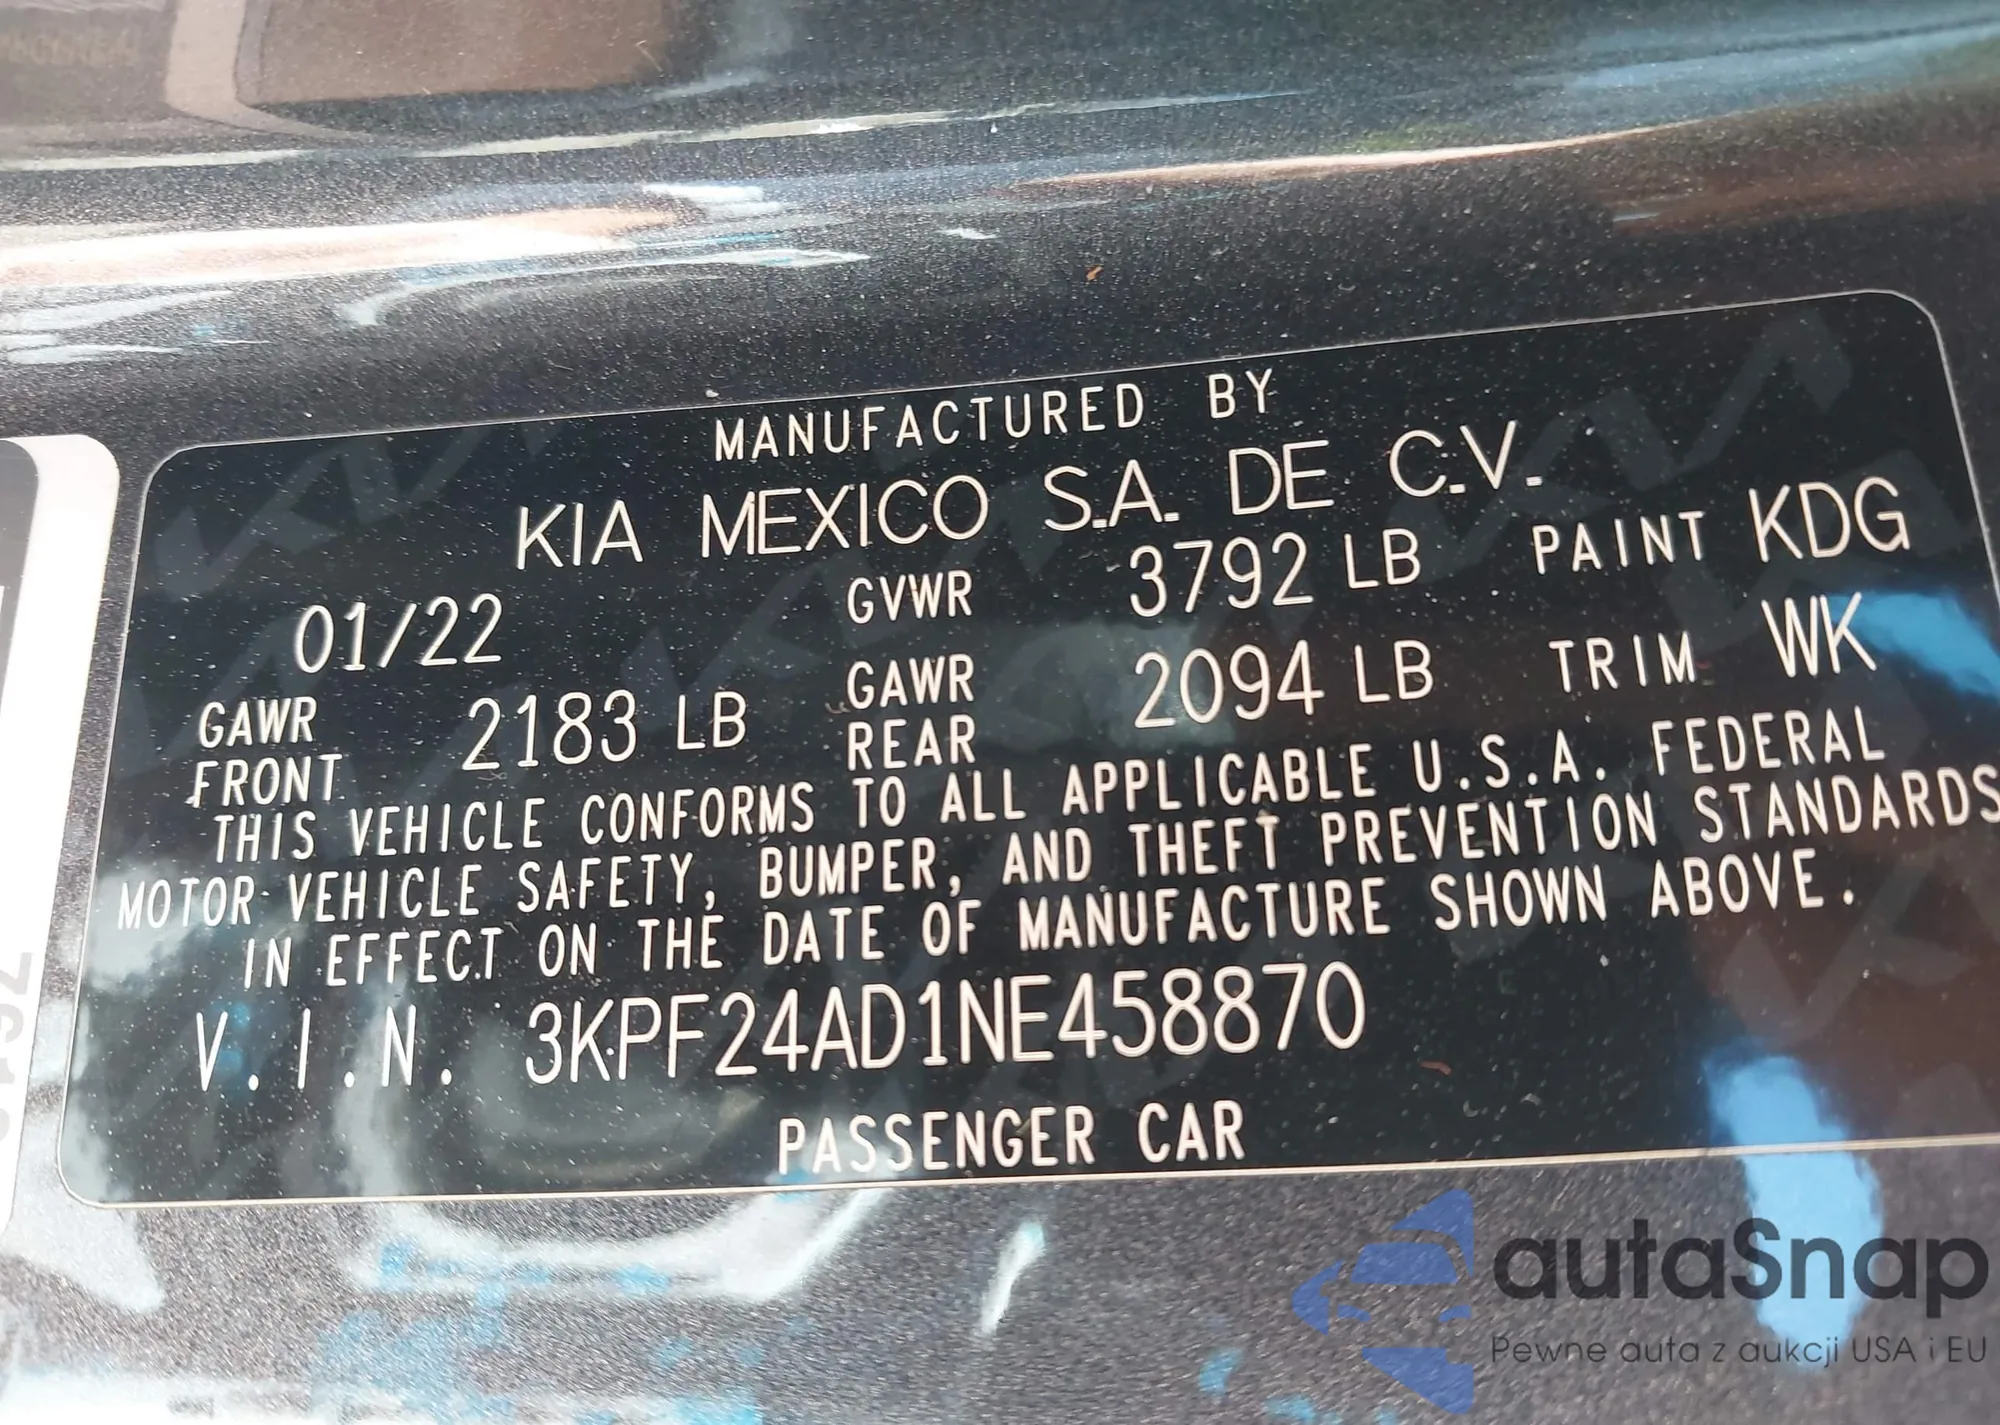 MANUFACTURED BY
KIA MEXICO S.A. DE C.V.
01/22 GVWR 3792 LB PAINT KDG
GAWR FRONT 2183 LB GAWR REAR 2094 LB TRIM WK
THIS VEHICLE CONFORMS TO ALL APPLICABLE U.S.A. FEDERAL
MOTOR VEHICLE SAFETY, BUMPER, AND THEFT PREVENTION STANDARDS
IN EFFECT ON THE DATE OF MANUFACTURE SHOWN ABOVE.
V.I.N. 3KPF24AD1NE458870
PASSENGER CAR
autaSnap
Pewne auta z aukcji USA i EU